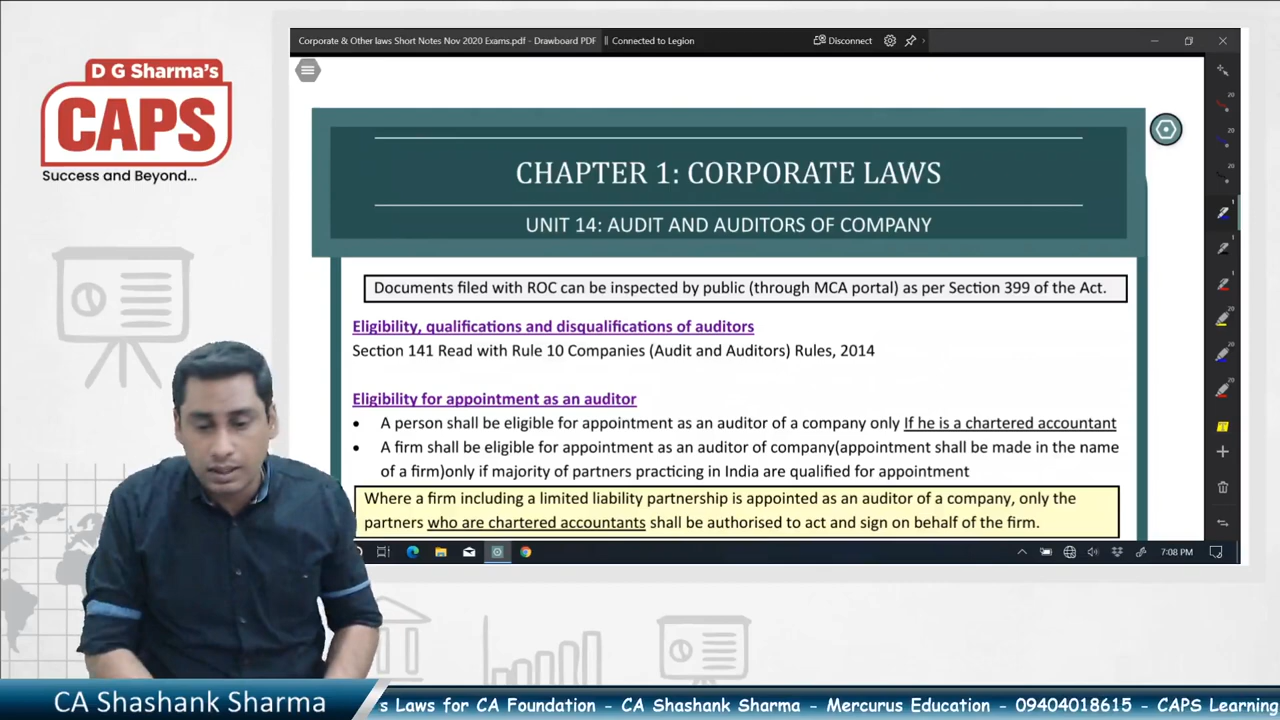 D G Sharma's
CAPS
Success and Beyond...
Corporate & Other laws Short Notes Nov 2020 Exams.pdf - Drawboard PDF
Connected to Legion
Disconnect
CHAPTER 1: CORPORATE LAWS
UNIT 14: AUDIT AND AUDITORS OF COMPANY
Documents filed with ROC can be inspected by public (through MCA portal) as per Section 399 of the Act.
Eligibility, qualifications and disqualifications of auditors
Section 141 Read with Rule 10 Companies (Audit and Auditors) Rules, 2014
Eligibility for appointment as an auditor
• A person shall be eligible for appointment as an auditor of a company only If he is a chartered accountant
• A firm shall be eligible for appointment as an auditor of company(appointment shall be made in the name
of a firm)only if majority of partners practicing in India are qualified for appointment
Where a firm including a limited liability partnership is appointed as an auditor of a company, only the
partners who are chartered accountants shall be authorised to act and sign on behalf of the firm.
7:08 PM
CA Shashank Sharma
s Laws for CA Foundation - CA Shashank Sharma - Mercurus Education - 09404018615 - CAPS Learning